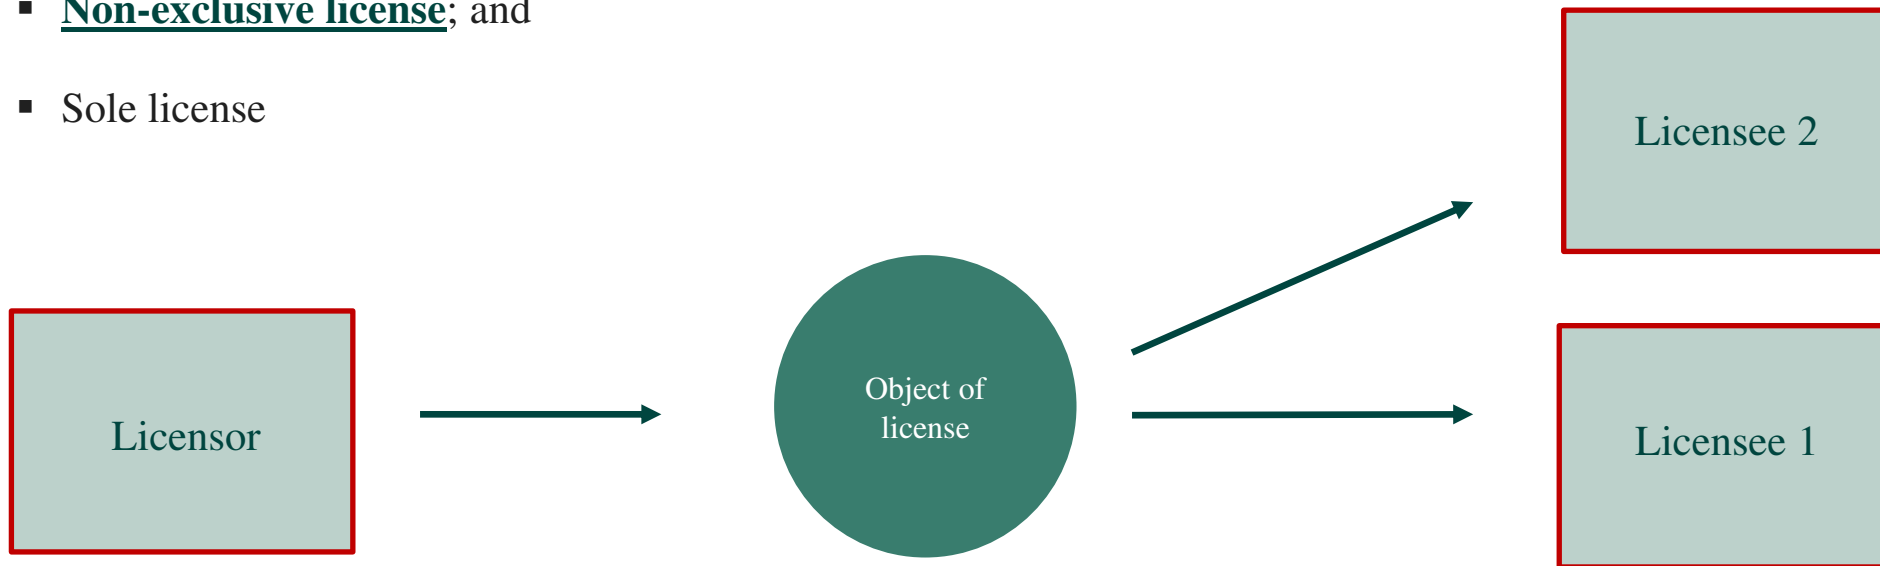 ▪ Non-exclusive license; and
▪ Sole license
Licensee 2
Object of
license
Licensor
Licensee 1